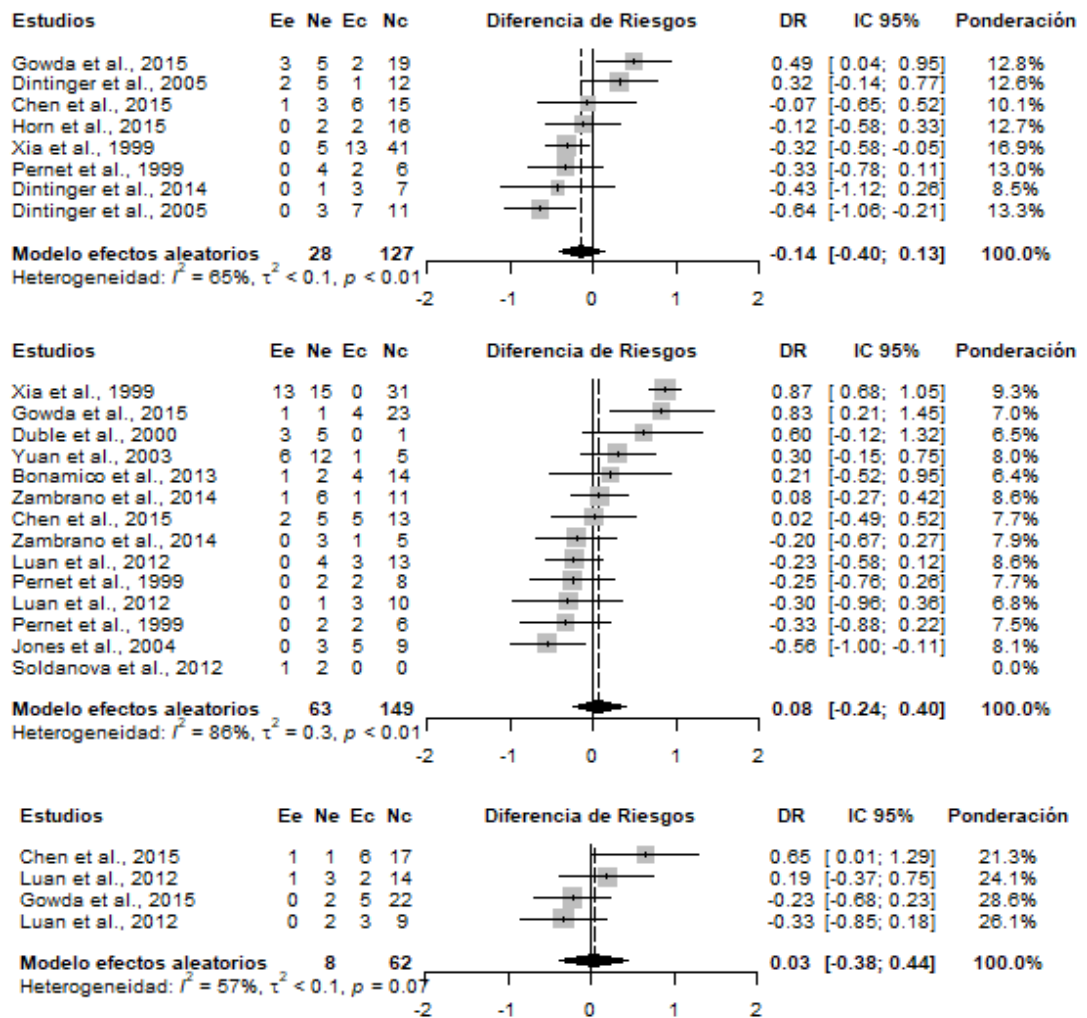 Estudios Ee Ne Ec Nc Diferencia de Riesgos DR IC 95% Ponderación
Gowda et al., 2015 3 5 2 19 0.49 [ 0.04; 0.95] 12.8%
Dintinger et al., 2005 2 5 1 12 0.32 [-0.14; 0.77] 12.6%
Chen et al., 2015 1 3 6 15 -0.07 [-0.65; 0.52] 10.1%
Horn et al., 2015 0 2 2 16 -0.12 [-0.58; 0.33] 12.7%
Xia et al., 1999 0 5 13 41 -0.32 [-0.58; -0.05] 16.9%
Pernet et al., 1999 0 4 2 6 -0.33 [-0.78; 0.11] 13.0%
Dintinger et al., 2014 0 1 3 7 -0.43 [-1.12; 0.26] 8.5%
Dintinger et al., 2005 0 3 7 11 -0.64 [-1.06; -0.21] 13.3%
Modelo efectos aleatorios 28 127 -0.14 [-0.40; 0.13] 100.0%
Heterogeneidad: I² = 65%, τ² < 0.1, p < 0.01
-2 -1 0 1 2
Estudios Ee Ne Ec Nc Diferencia de Riesgos DR IC 95% Ponderación
Xia et al., 1999 13 15 0 31 0.87 [ 0.68; 1.05] 9.3%
Gowda et al., 2015 1 1 4 23 0.83 [ 0.21; 1.45] 7.0%
Duble et al., 2000 3 5 0 1 0.60 [-0.12; 1.32] 6.5%
Yuan et al., 2003 6 12 1 5 0.30 [-0.15; 0.75] 8.0%
Bonamico et al., 2013 1 2 4 14 0.21 [-0.52; 0.95] 6.4%
Zambrano et al., 2014 1 6 1 11 0.08 [-0.27; 0.42] 8.6%
Chen et al., 2015 2 5 5 13 0.02 [-0.49; 0.52] 7.7%
Zambrano et al., 2014 0 3 1 5 -0.20 [-0.67; 0.27] 7.9%
Luan et al., 2012 0 4 3 13 -0.23 [-0.58; 0.12] 8.6%
Pernet et al., 1999 0 2 2 8 -0.25 [-0.76; 0.26] 7.7%
Luan et al., 2012 0 1 3 10 -0.30 [-0.96; 0.36] 6.8%
Pernet et al., 1999 0 2 2 6 -0.33 [-0.88; 0.22] 7.5%
Jones et al., 2004 0 3 5 9 -0.56 [-1.00; -0.11] 8.1%
Soldanova et al., 2012 1 2 0 0 0.0%
Modelo efectos aleatorios 63 149 0.08 [-0.24; 0.40] 100.0%
Heterogeneidad: I² = 86%, τ² = 0.3, p < 0.01
-2 -1 0 1 2
Estudios Ee Ne Ec Nc Diferencia de Riesgos DR IC 95% Ponderación
Chen et al., 2015 1 1 6 17 0.65 [ 0.01; 1.29] 21.3%
Luan et al., 2012 1 3 2 14 0.19 [-0.37; 0.75] 24.1%
Gowda et al., 2015 0 2 5 22 -0.23 [-0.68; 0.23] 28.6%
Luan et al., 2012 0 2 3 9 -0.33 [-0.85; 0.18] 26.1%
Modelo efectos aleatorios 8 62 0.03 [-0.38; 0.44] 100.0%
Heterogeneidad: I² = 57%, τ² < 0.1, p = 0.07
-2 -1 0 1 2